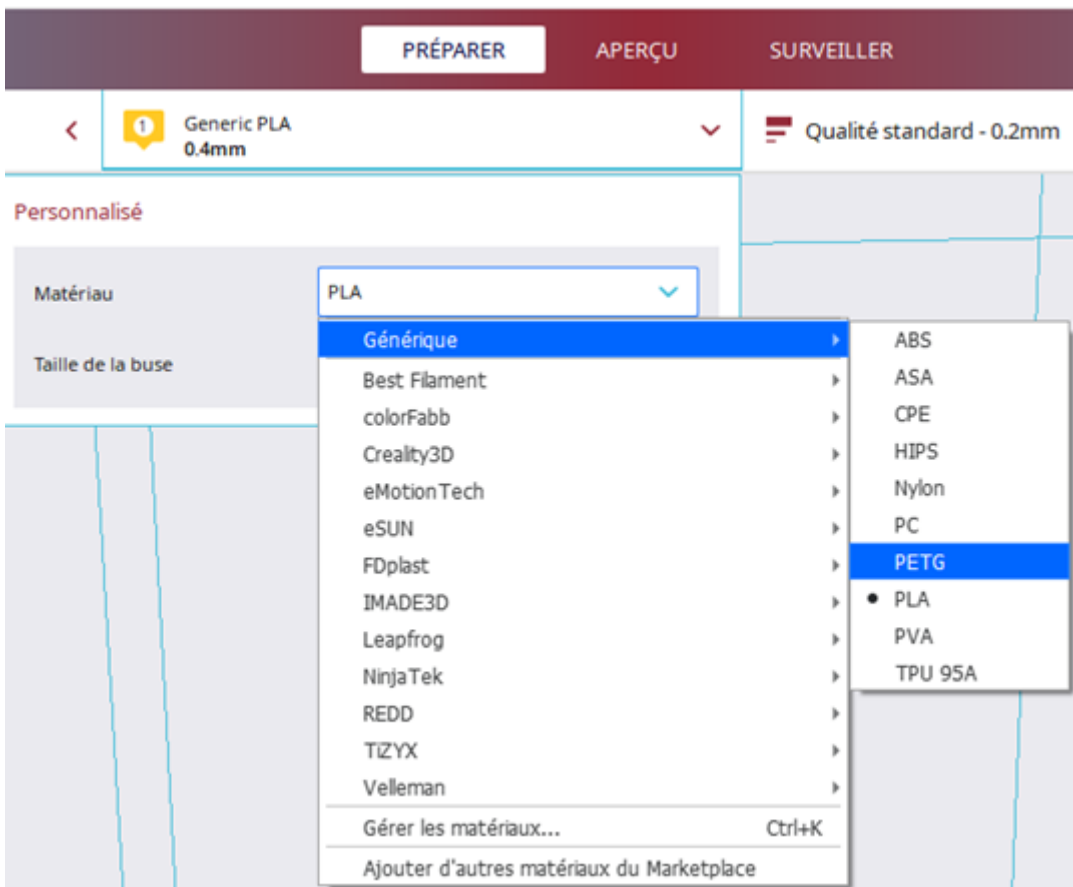 PRÉPARER APERÇU SURVEILLER
1 Generic PLA
0.4mm
Qualité standard - 0.2mm
Personnalisé
Matériau PLA
Taille de la buse
Générique
Best Filament
colorFabb
Creality3D
eMotionTech
eSUN
FDplast
IMADE3D
Leapfrog
NinjaTek
REDD
TiZYX
Velleman
Gérer les matériaux... Ctrl+K
Ajouter d'autres matériaux du Marketplace
ABS
ASA
CPE
HIPS
Nylon
PC
PETG
PLA
PVA
TPU 95A